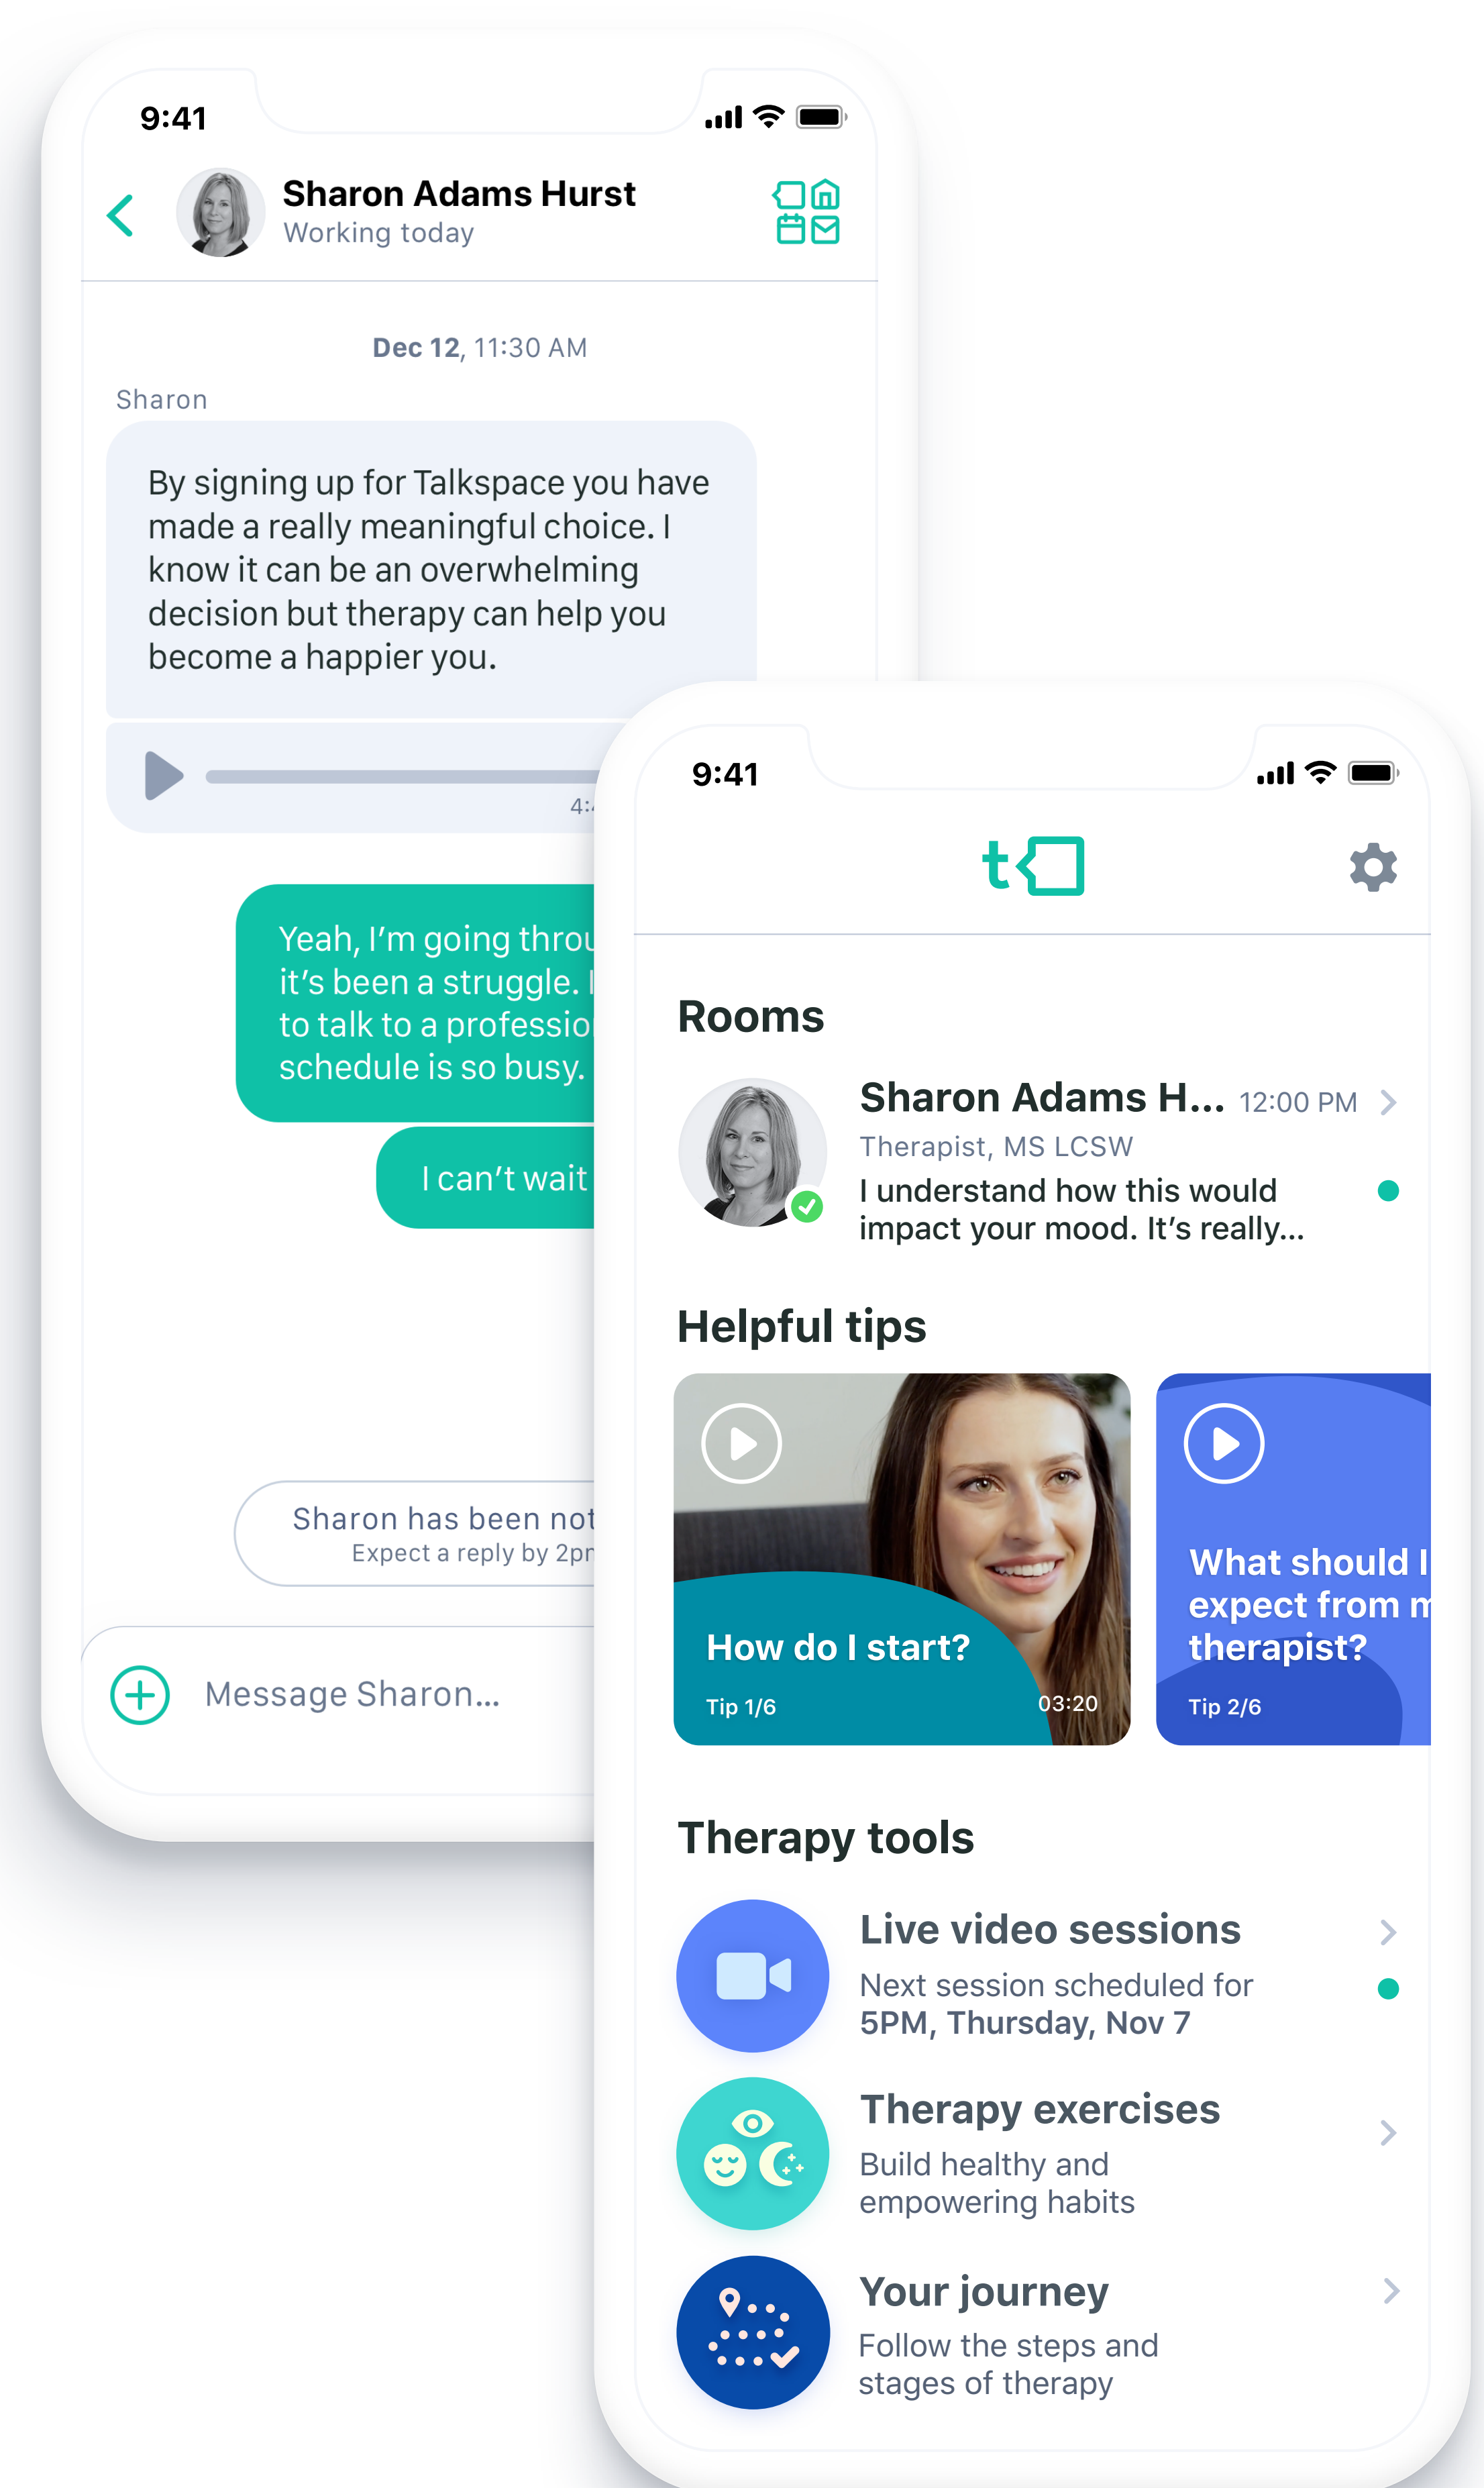 9:41
Sharon Adams Hurst
Working today
Dec 12, 11:30 AM
Sharon
By signing up for Talkspace you have
made a really meaningful choice. I
know it can be an overwhelming
decision but therapy can help you
become a happier you.
Yeah, I’m going
it’s been a struggle. I
to talk to a
schedule is so busy.
I can’t wait
Sharon has been
Expect a reply by
Message Sharon...
9:41
t
Rooms
Sharon Adams H... 12:00 PM
Therapist, MS LCSW
I understand how this would
impact your mood. It’s really...
Helpful tips
How do I start?
Tip 1/6
03:20
What should I
expect from
therapist?
Tip 2/6
Therapy tools
Live video sessions
Next session scheduled for
5PM, Thursday, Nov 7
Therapy exercises
Build healthy and
empowering habits
Your journey
Follow the steps and
stages of therapy